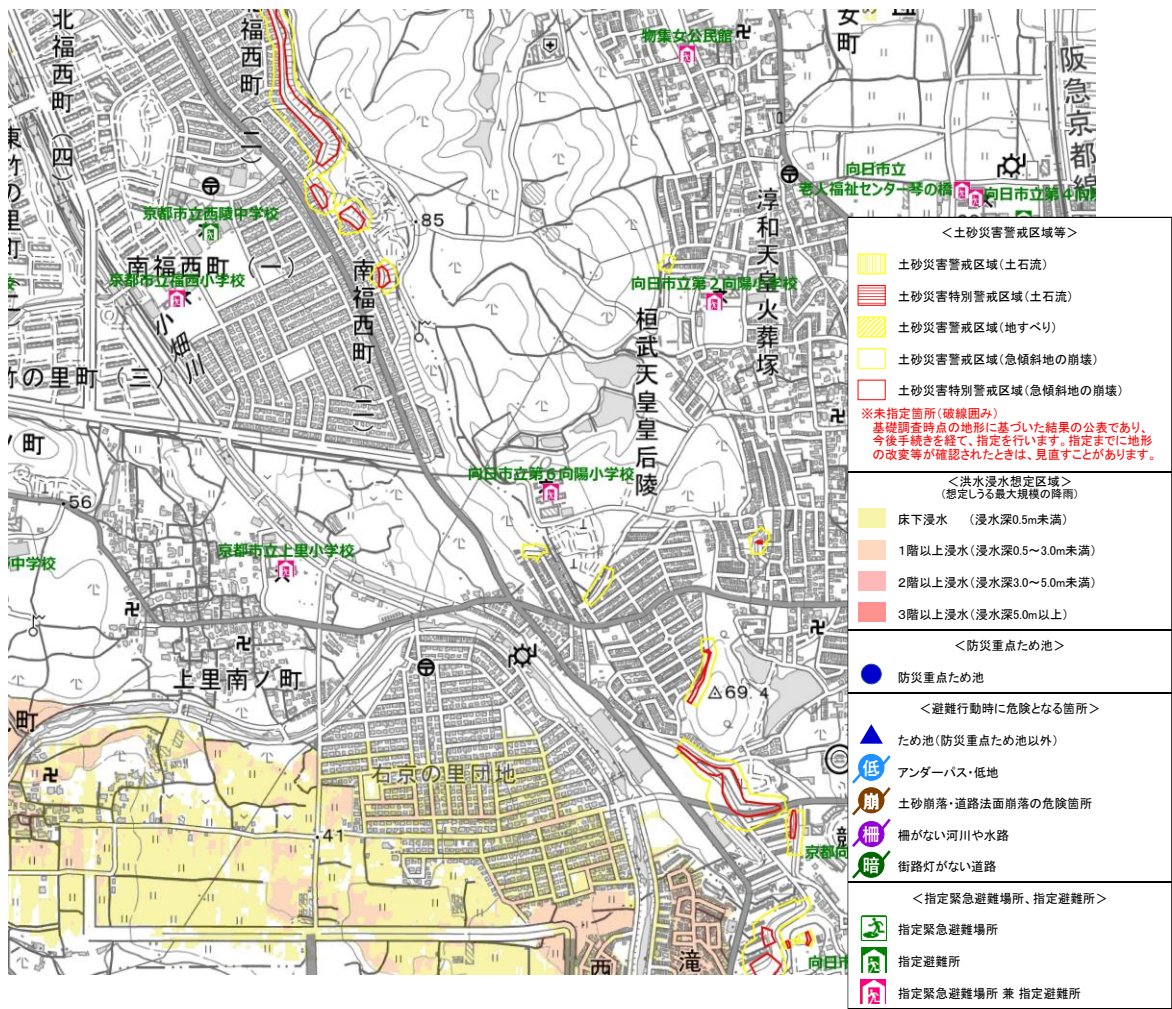 北福西町(四)
福西町(二)
物集女公民館
安町
阪急京都線
東竹の里
向日市立
老人福祉センター琴の橋
向日市立第4向陽
京都市立西陵中学校
・85
淳和天皇火葬塚
南福西町(一)
京都市立福西小学校
南福西町(二)
向日市立第2向陽小学校
桓武天皇皇后陵
小畑川
竹の里町(三)
ノ町
向日市立第6向陽小学校
・56
京都市立上里小学校
中学校
上里南ノ町
町
69.4
右京の里団地
・41
京都向
西
滝
向日市
<土砂災害警戒区域等>
土砂災害警戒区域(土石流)
土砂災害特別警戒区域(土石流)
土砂災害警戒区域(地すべり)
土砂災害警戒区域(急傾斜地の崩壊)
土砂災害特別警戒区域(急傾斜地の崩壊)
※未指定箇所(破線囲み)
基礎調査時点の地形に基づいた結果の公表であり、
今後手続きを経て、指定を行います。指定までに地形
の改変等が確認されたときは、見直すことがあります。
<洪水浸水想定区域>
(想定しうる最大規模の降雨)
床下浸水 (浸水深0.5m未満)
1階以上浸水(浸水深0.5~3.0m未満)
2階以上浸水(浸水深3.0~5.0m未満)
3階以上浸水(浸水深5.0m以上)
<防災重点ため池>
防災重点ため池
<避難行動時に危険となる箇所>
ため池(防災重点ため池以外)
低 アンダーパス・低地
崩 土砂崩落・道路法面崩落の危険箇所
柵 柵がない河川や水路
暗 街路灯がない道路
<指定緊急避難場所、指定避難所>
指定緊急避難場所
指定避難所
指定緊急避難場所 兼 指定避難所